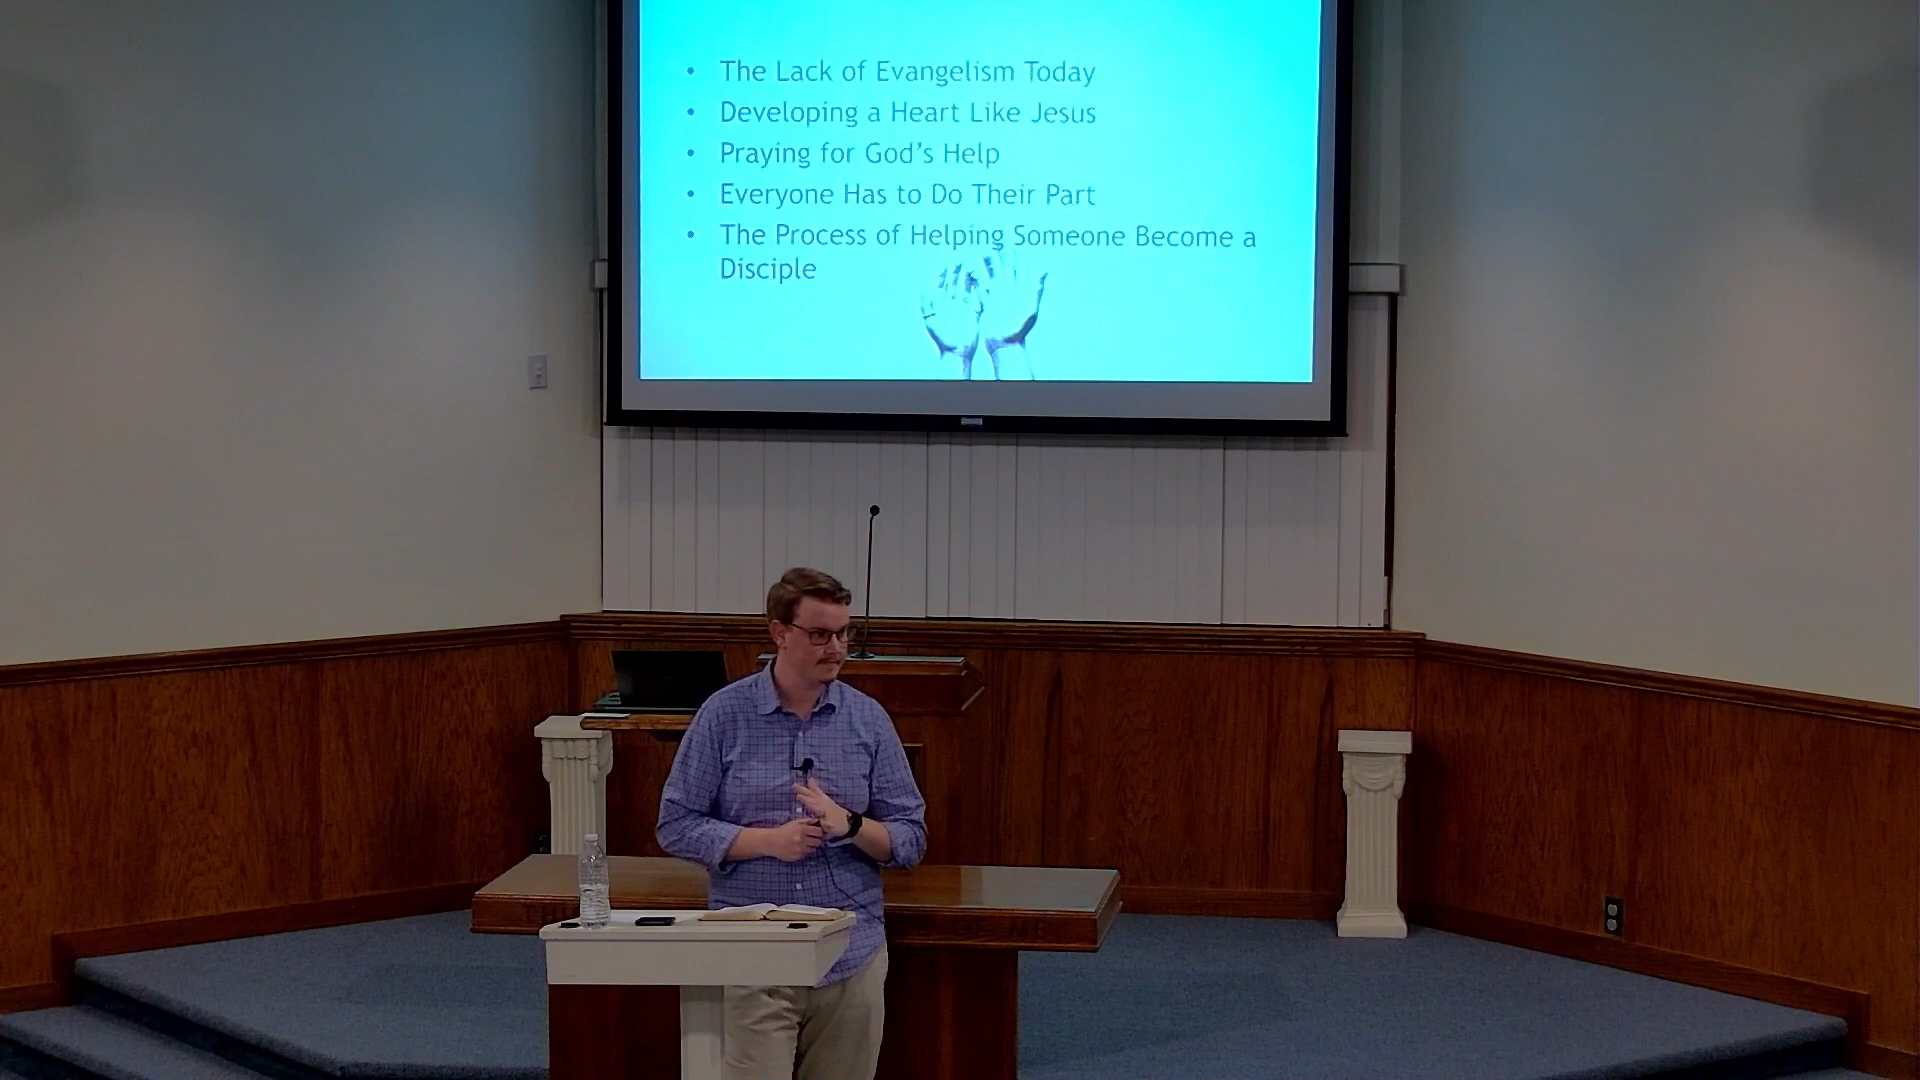 • The Lack of Evangelism Today
• Developing a Heart Like Jesus
• Praying for God's Help
• Everyone Has to Do Their Part
• The Process of Helping Someone Become a
Disciple